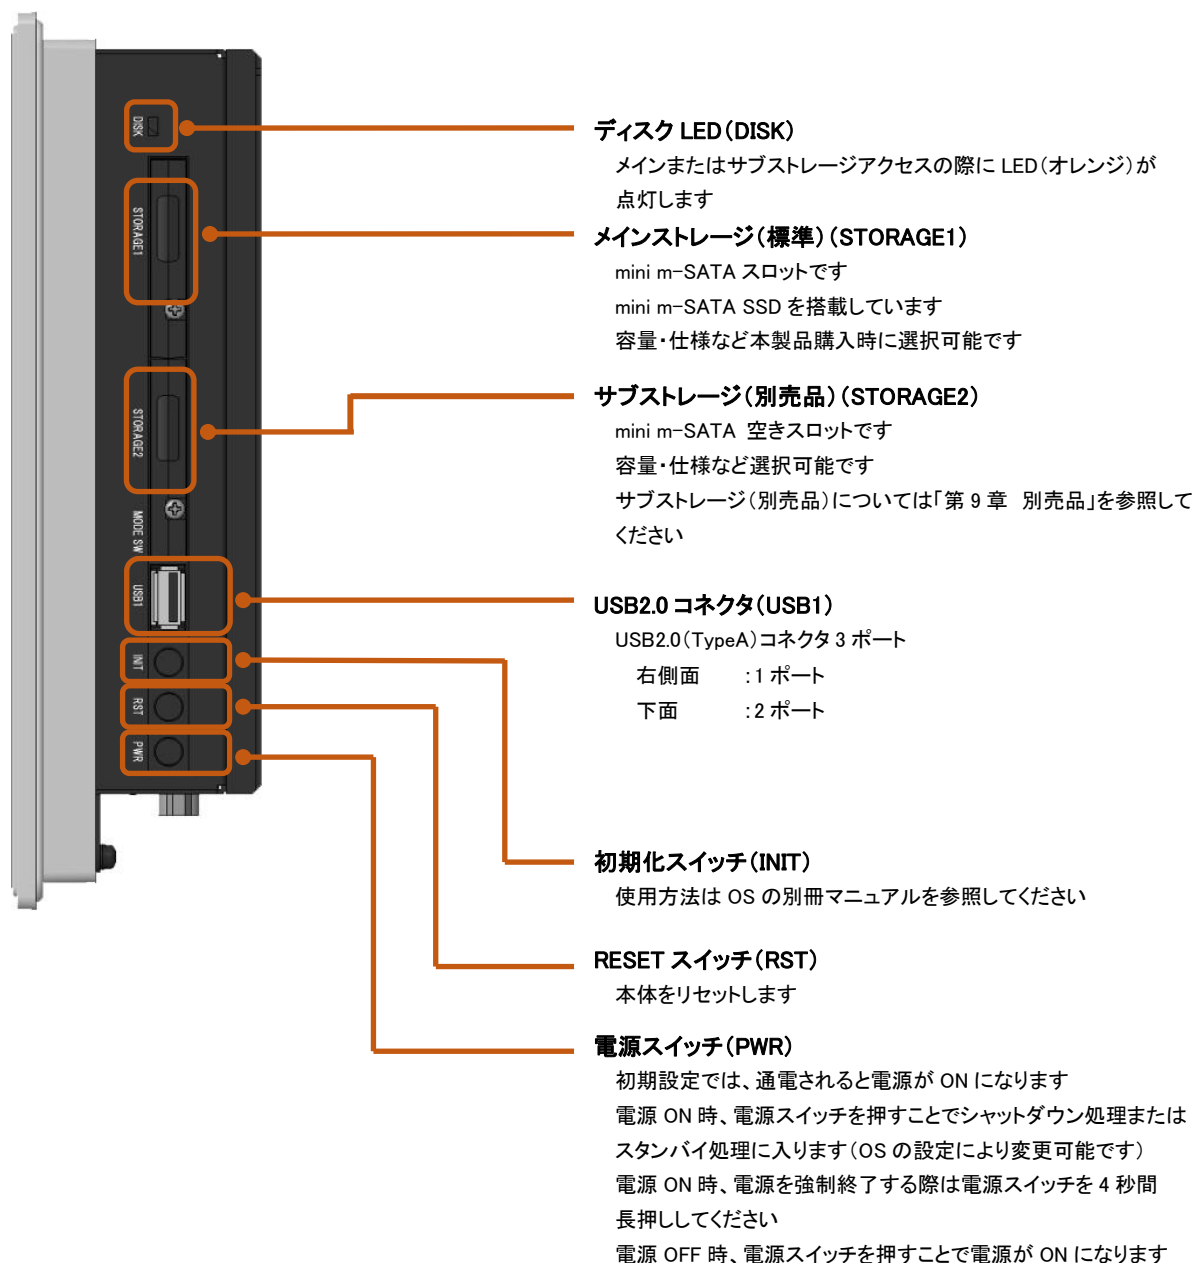 DISK
STORAGE1
STORAGE2
MODE SW
USB1
INIT
RST
PWR
ディスク LED(DISK)
メインまたはサブストレージアクセスの際に LED(オレンジ)が
点灯します
メインストレージ(標準)(STORAGE1)
mini m-SATA スロットです
mini m-SATA SSD を搭載しています
容量・仕様など本製品購入時に選択可能です
サブストレージ(別売品)(STORAGE2)
mini m-SATA 空きスロットです
容量・仕様など選択可能です
サブストレージ(別売品)については「第 9 章 別売品」を参照して
ください
USB2.0 コネクタ(USB1)
USB2.0(TypeA)コネクタ 3 ポート
右側面 :1 ポート
下面 :2 ポート
初期化スイッチ(INIT)
使用方法は OS の別冊マニュアルを参照してください
RESET スイッチ(RST)
本体をリセットします
電源スイッチ(PWR)
初期設定では、通電されると電源が ON になります
電源 ON 時、電源スイッチを押すことでシャットダウン処理または
スタンバイ処理に入ります(OS の設定により変更可能です)
電源 ON 時、電源を強制終了する際は電源スイッチを 4 秒間
長押ししてください
電源 OFF 時、電源スイッチを押すことで電源が ON になります